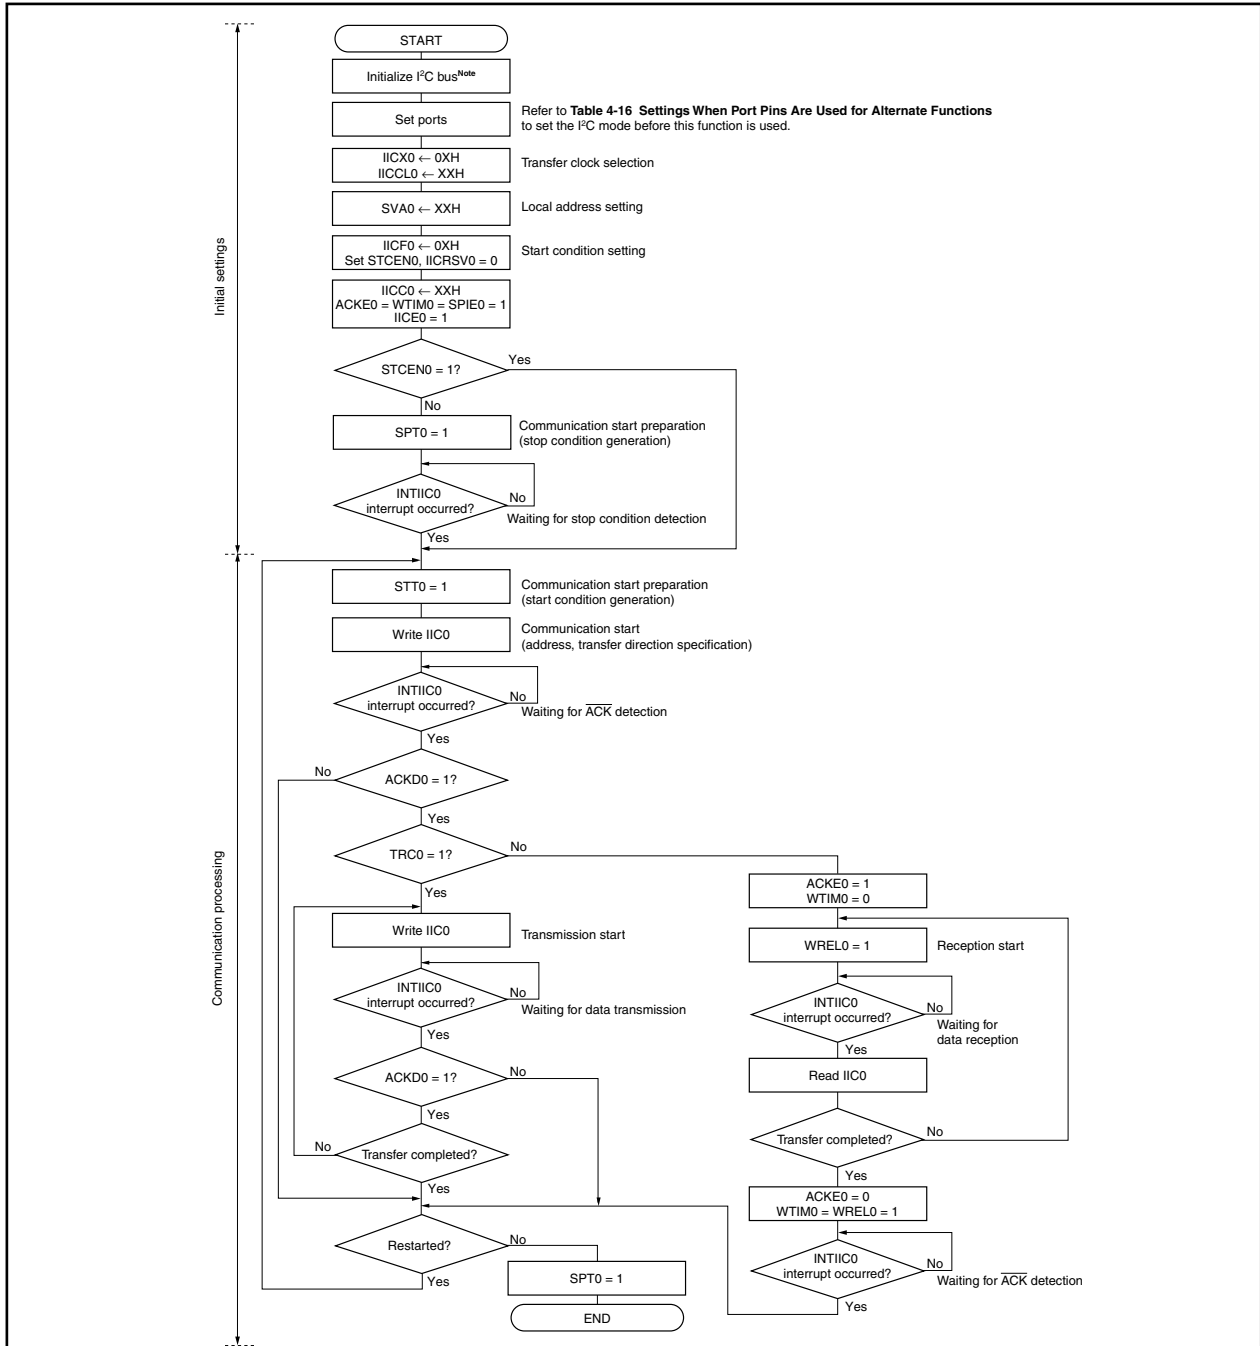 START
Initialize I²C bus^Note
Set ports
Refer to Table 4-16 Settings When Port Pins Are Used for Alternate Functions
to set the I²C mode before this function is used.
IICX0 ← 0XH
IICCL0 ← XXH
Transfer clock selection
SVA0 ← XXH
Local address setting
IICF0 ← 0XH
Set STCEN0, IICRSV0 = 0
Start condition setting
Initial settings
IICC0 ← XXH
ACKE0 = WTIM0 = SPIE0 = 1
IICE0 = 1
STCEN0 = 1?
Yes
No
SPT0 = 1
Communication start preparation
(stop condition generation)
INTIIC0
interrupt occurred?
No
Waiting for stop condition detection
Yes
STT0 = 1
Communication start preparation
(start condition generation)
Write IIC0
Communication start
(address, transfer direction specification)
INTIIC0
interrupt occurred?
No
Waiting for A̅C̅K̅ detection
Yes
No
ACKD0 = 1?
Yes
TRC0 = 1?
No
Yes
Communication processing
Write IIC0
Transmission start
INTIIC0
interrupt occurred?
No
Waiting for data transmission
Yes
ACKD0 = 1?
No
Yes
No
Transfer completed?
Yes
Restarted?
No
Yes
SPT0 = 1
END
ACKE0 = 1
WTIM0 = 0
WREL0 = 1
Reception start
INTIIC0
interrupt occurred?
No
Waiting for
data reception
Yes
Read IIC0
Transfer completed?
No
Yes
ACKE0 = 0
WTIM0 = WREL0 = 1
INTIIC0
interrupt occurred?
No
Waiting for A̅C̅K̅ detection
Yes